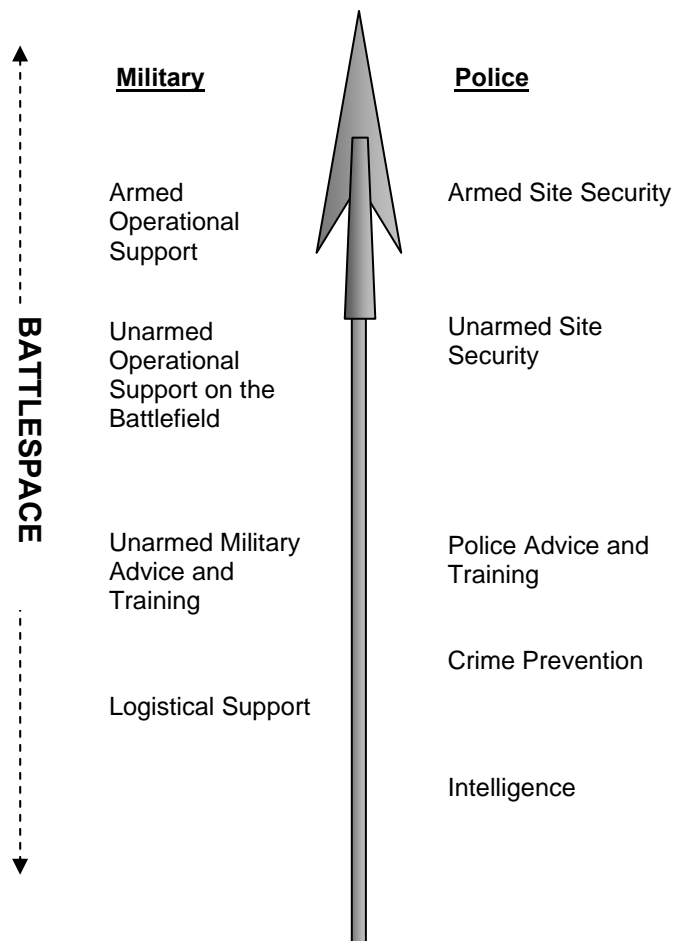 BATTLESPACE
Military
Armed
Operational
Support
Unarmed
Operational
Support on the
Battlefield
Unarmed Military
Advice and
Training
Logistical Support
Police
Armed Site Security
Unarmed Site
Security
Police Advice and
Training
Crime Prevention
Intelligence